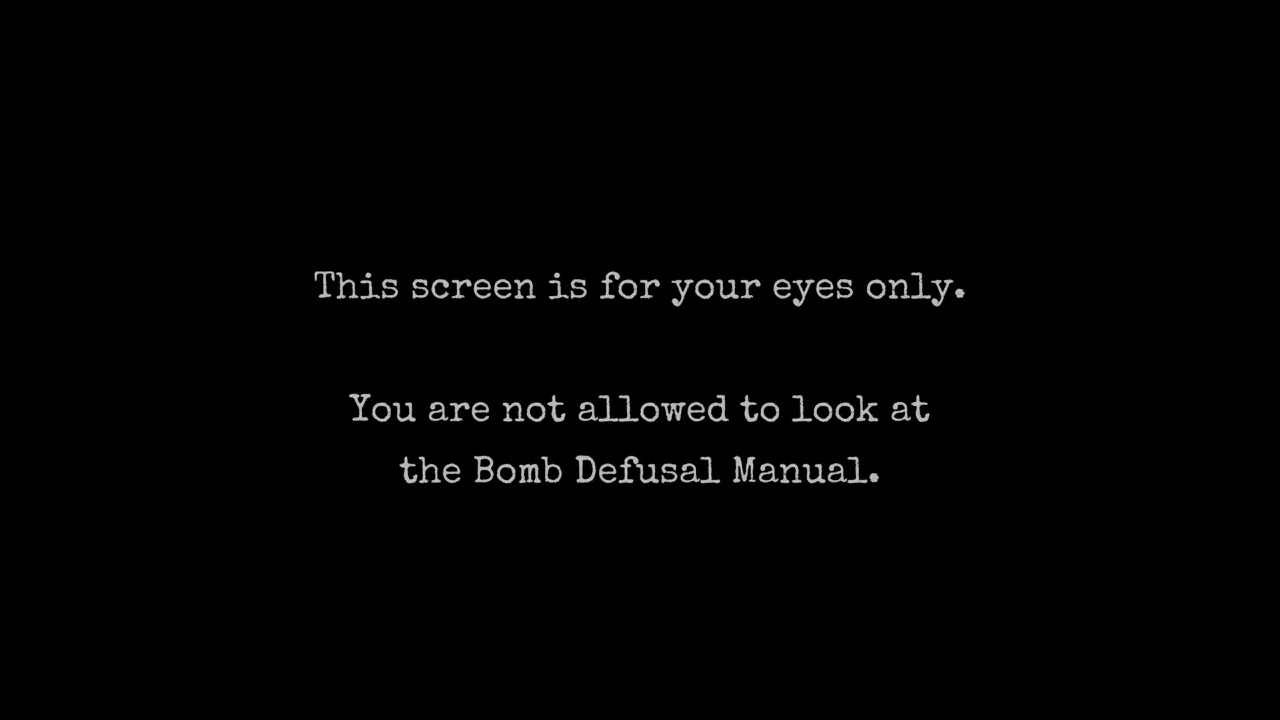 This screen is for your eyes only.
You are not allowed to look at
the Bomb Defusal Manual.